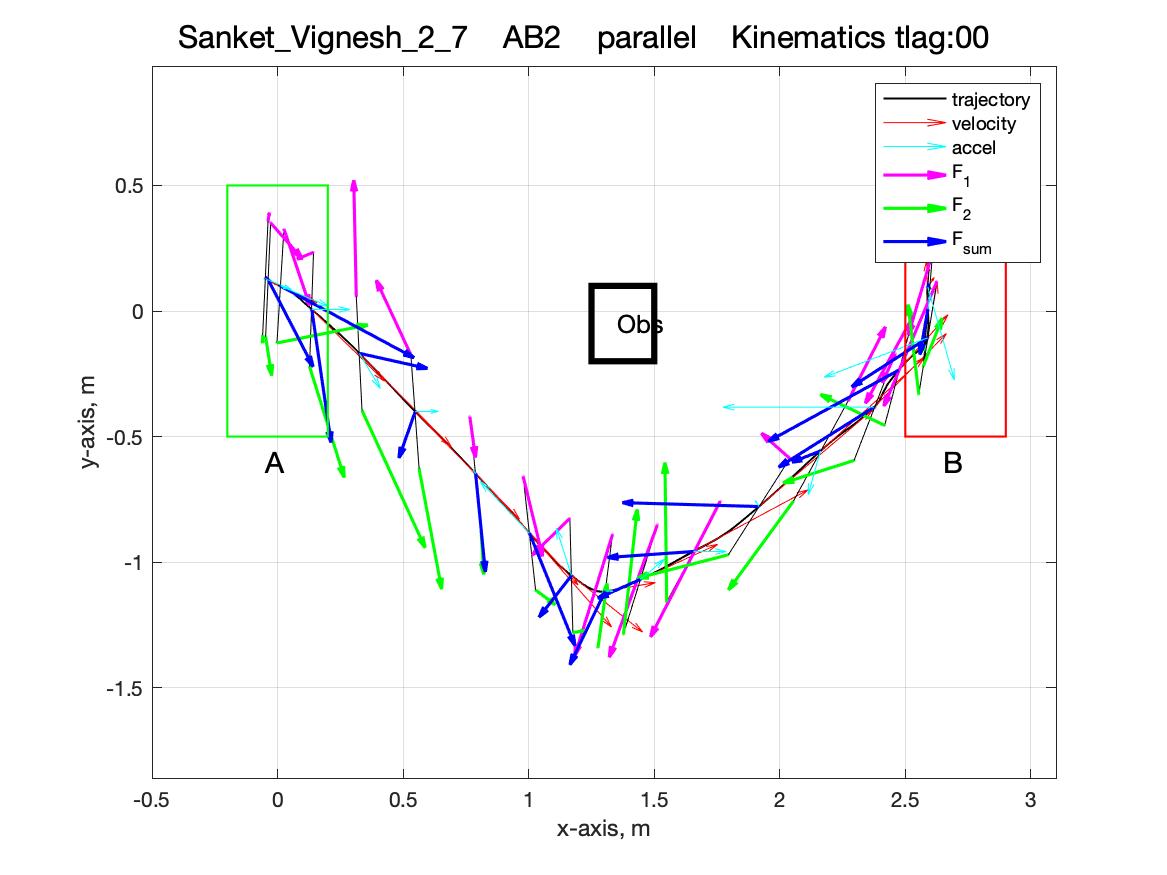 Sanket_Vignesh_2_7 AB2 parallel Kinematics tlag:00
trajectory
velocity
accel
F1
F2
Fsum
0.5
0
-0.5
-1
-1.5
y-axis, m
Obs
A
B
-0.5 0 0.5 1 1.5 2 2.5 3
x-axis, m